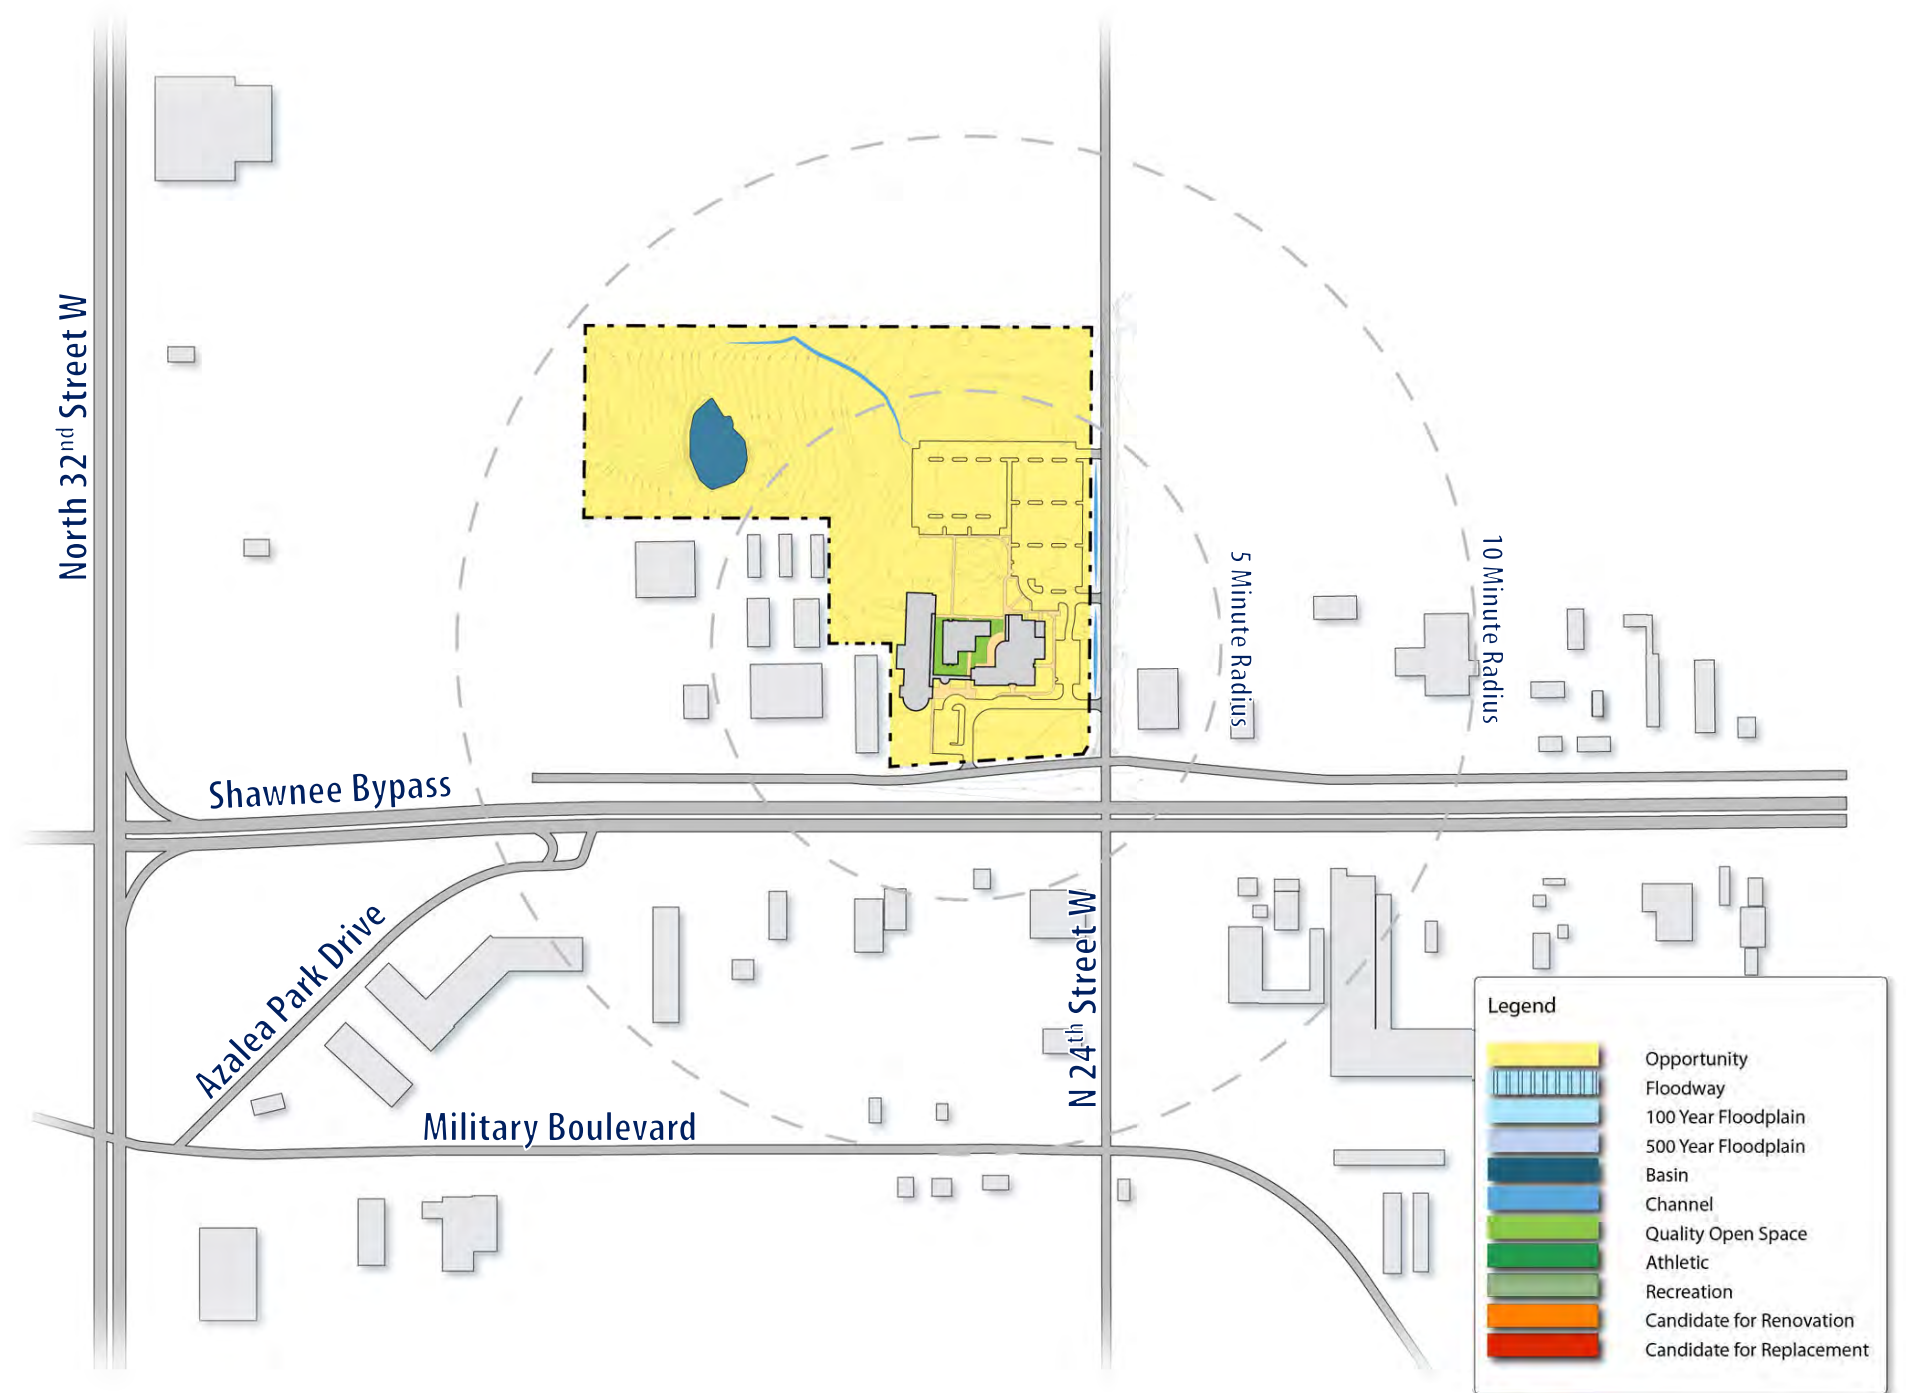 North 32nd Street W
5 Minute Radius
10 Minute Radius
Shawnee Bypass
Azalea Park Drive
N 24th Street W
Military Boulevard
Legend
Opportunity
Floodway
100 Year Floodplain
500 Year Floodplain
Basin
Channel
Quality Open Space
Athletic
Recreation
Candidate for Renovation
Candidate for Replacement